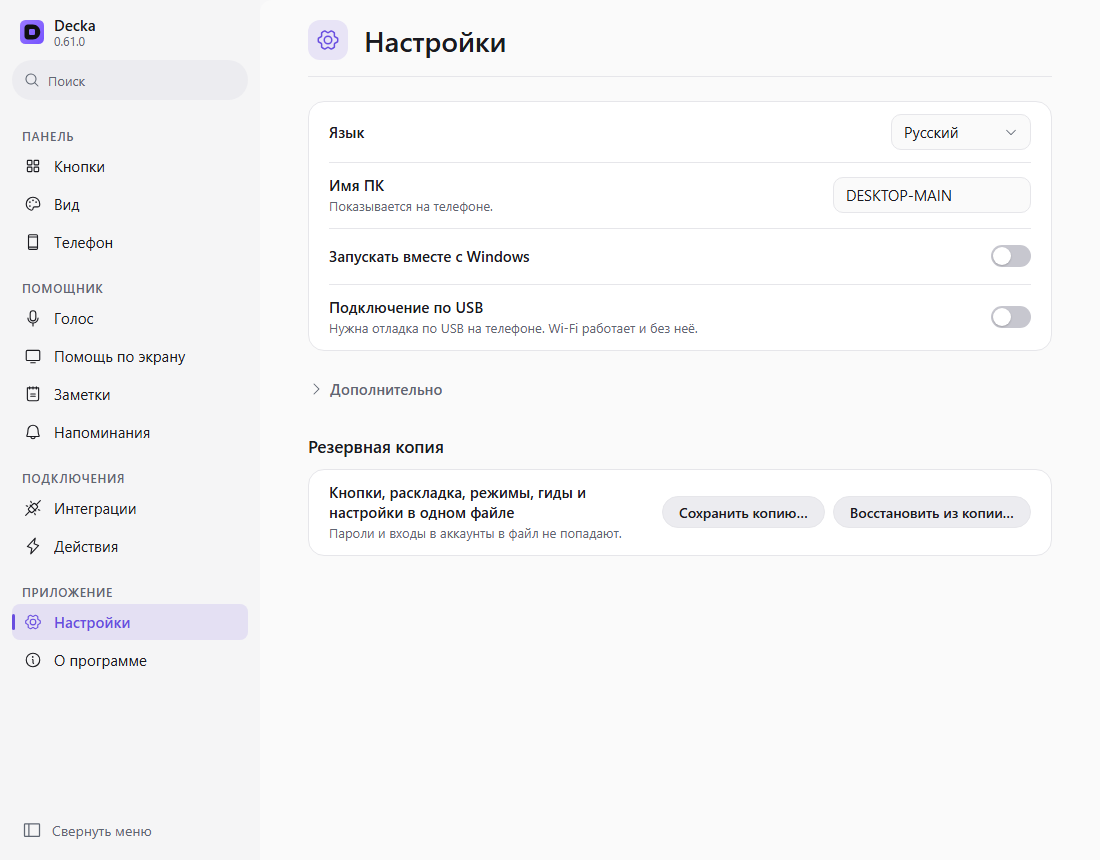 Decka
0.61.0
Поиск
ПАНЕЛЬ
Кнопки
Вид
Телефон
ПОМОЩНИК
Голос
Помощь по экрану
Заметки
Напоминания
ПОДКЛЮЧЕНИЯ
Интеграции
Действия
ПРИЛОЖЕНИЕ
Настройки
О программе
Свернуть меню
Настройки
Язык
Русский
Имя ПК
Показывается на телефоне.
DESKTOP-MAIN
Запускать вместе с Windows
Подключение по USB
Нужна отладка по USB на телефоне. Wi-Fi работает и без неё.
Дополнительно
Резервная копия
Кнопки, раскладка, режимы, гиды и
настройки в одном файле
Пароли и входы в аккаунты в файл не попадают.
Сохранить копию...
Восстановить из копии...